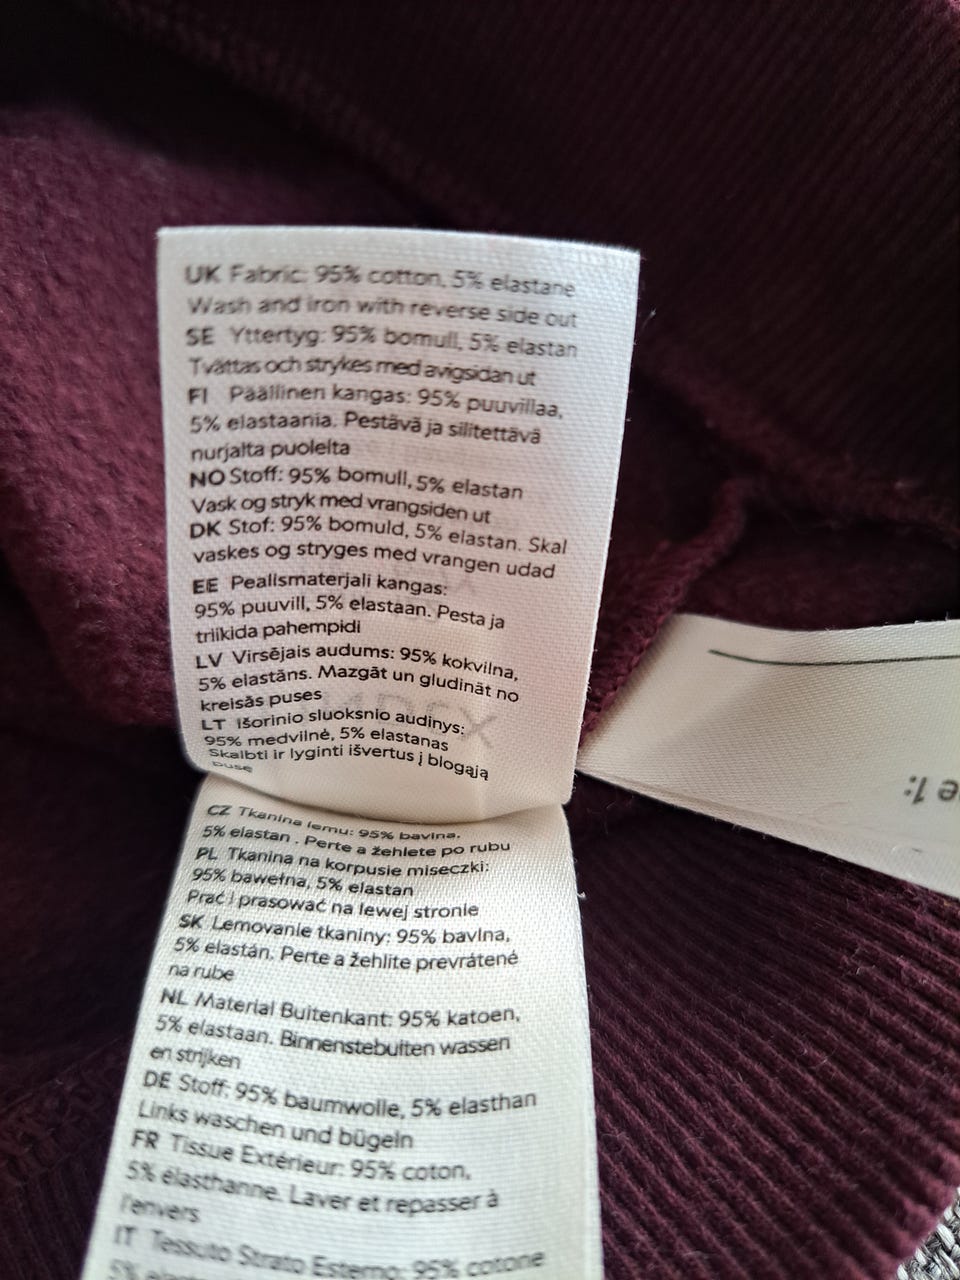 UK Fabric: 95% cotton, 5% elastane
Wash and iron with reverse side out
SE Yttertyg: 95% bomull, 5% elastan
Tvättas och strykes med avigsidan ut
FI Päällinen kangas: 95% puuvillaa,
5% elastaania. Pestävä ja silitettävä
nurjalta puolelta
NO Stoff: 95% bomull, 5% elastan
Vask og stryk med vrangsiden ut
DK Stof: 95% bomuld, 5% elastan. Skal
vaskes og stryges med vrangen udad
EE Pealismaterjali kangas:
95% puuvill, 5% elastaan. Pesta ja
triikida pahempidi
LV Virsējais audums: 95% kokvilna,
5% elastāns. Mazgāt un gludināt no
kreisās puses
LT Išorinio sluoksnio audinys:
95% medvilnė, 5% elastanas
Skalbti ir lyginti išvertus į blogąją
pusę
CZ Tkanina lemu: 95% bavlna,
5% elastan . Perte a žehlete po rubu
PL Tkanina na korpusie miseczki:
95% bawełna, 5% elastan
Prać i prasować na lewej stronie
SK Lemovanie tkaniny: 95% bavlna,
5% elastán. Perte a žehlite prevrátené
na rube
NL Material Buitenkant: 95% katoen,
5% elastaan. Binnenstebuiten wassen
en strijken
DE Stoff: 95% baumwolle, 5% elasthan
Links waschen und bügeln
FR Tissue Extérieur: 95% coton,
5% élasthanne. Laver et repasser à
l'envers
IT Tessuto Strato Esterno: 95% cotone
5%
1: